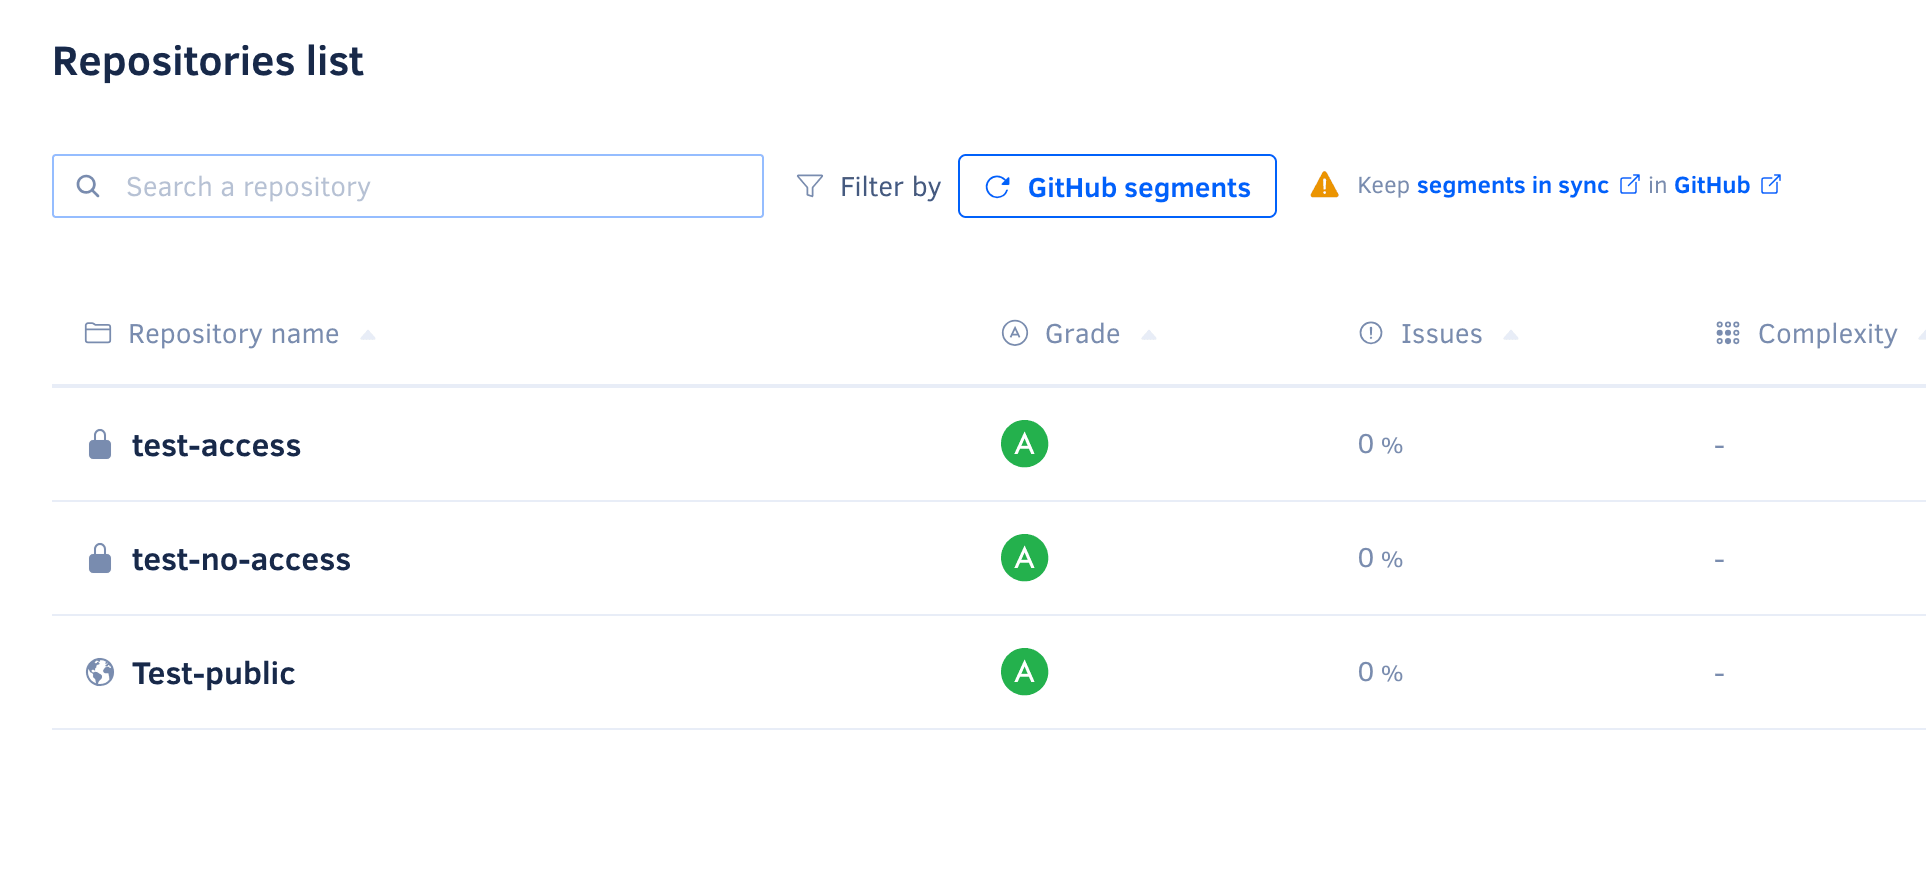 Repositories list
Search a repository Filter by GitHub segments Keep segments in sync in GitHub
Repository name Grade Issues Complexity
test-access A 0 % -
test-no-access A 0 % -
Test-public A 0 % -